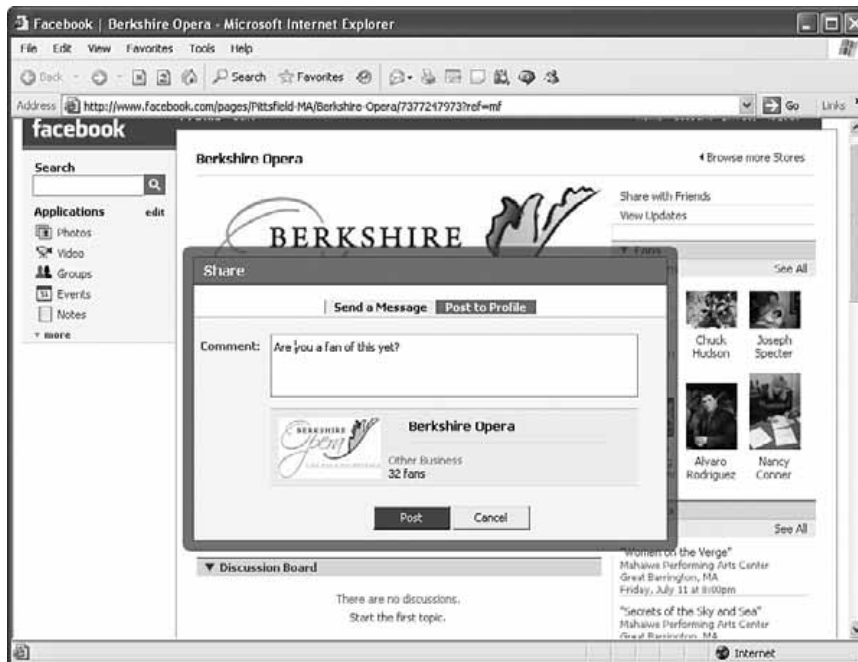 Facebook | Berkshire Opera - Microsoft Internet Explorer
File Edit View Favorites Tools Help
Back Search Favorites
Address http://www.facebook.com/pages/Pittsfield-MA/Berkshire-Opera/7377247973?ref=mf Go Links
facebook
Search
Applications edit
Photos
Video
Groups
Events
Notes
more
Berkshire Opera
Browse more Stores
BERKSHIRE
Share with Friends
View Updates
Fans
See All
Chuck Hudson
Joseph Specter
Alvaro Rodriguez
Nancy Conner
Share
Send a Message Post to Profile
Comment: Are you a fan of this yet?
BERKSHIRE
Opera
Berkshire Opera
Other Business
32 fans
Post Cancel
Discussion Board
There are no discussions.
Start the first topic.
See All
"Women on the Verge"
Mahaiwe Performing Arts Center
Great Barrington, MA
Friday, July 11 at 8:00pm
"Secrets of the Sky and Sea"
Mahaiwe Performing Arts Center
Great Barrington, MA
Internet